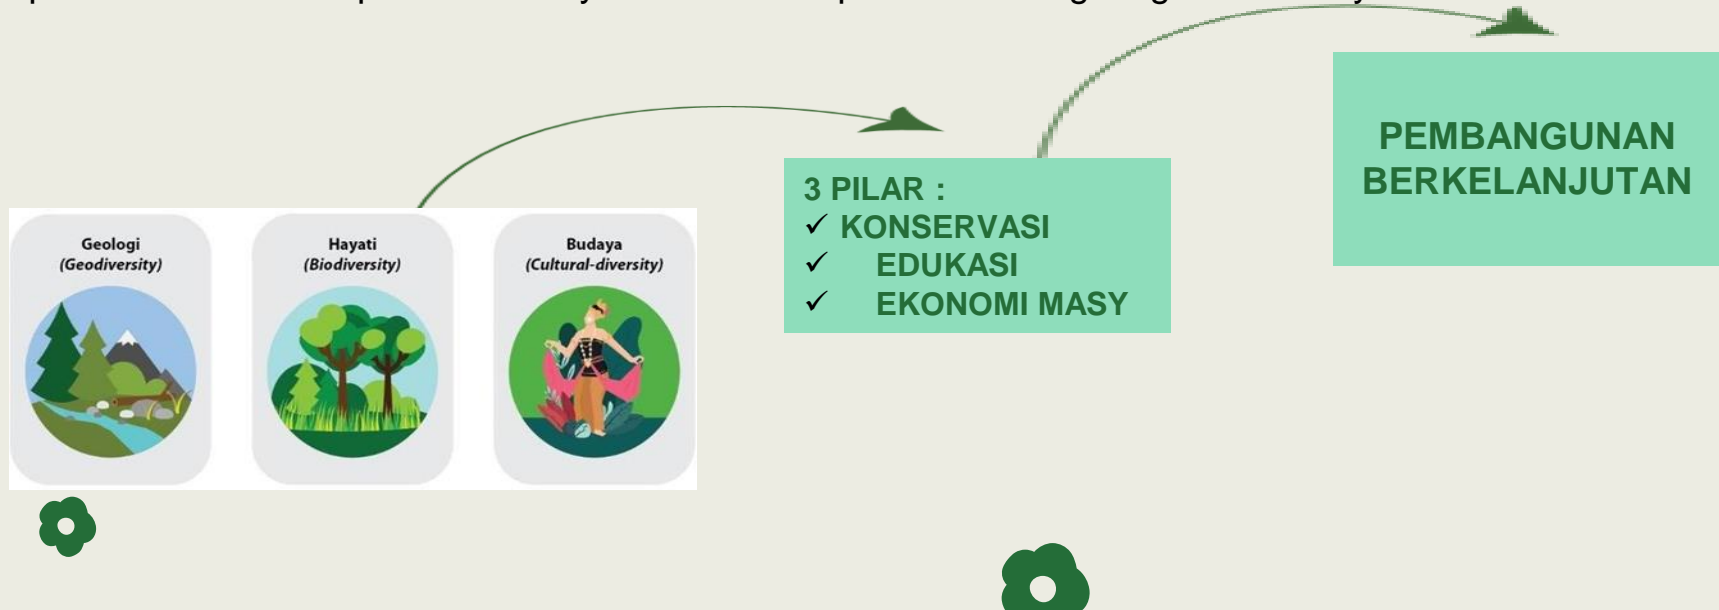 Geologi
(Geodiversity)
Hayati
(Biodiversity)
Budaya
(Cultural-diversity)
3 PILAR :
✓ KONSERVASI
✓ EDUKASI
✓ EKONOMI MASY
PEMBANGUNAN
BERKELANJUTAN